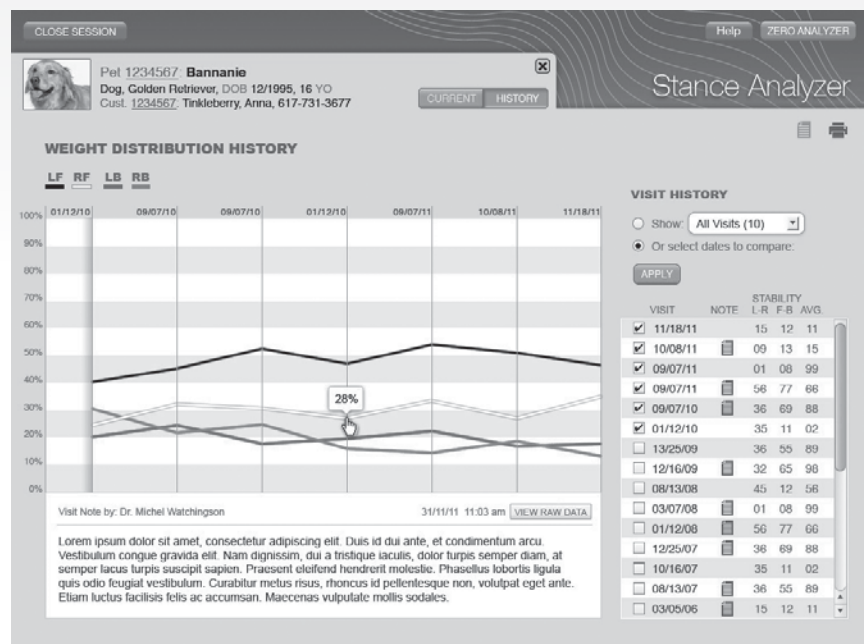 CLOSE SESSION
Help
ZERO ANALYZER
Pet 1234567: Bannanie
Dog, Golden Retriever, DOB 12/1995, 16 YO
Cust. 1234567: Tinkleberry, Anna, 617-731-3677
CURRENT HISTORY
Stance Analyzer
WEIGHT DISTRIBUTION HISTORY
LF RF LB RB
01/12/10 09/07/10 09/07/10 01/12/10 09/07/11 10/08/11 11/18/11
100%
90%
80%
70%
60%
50%
40%
30%
20%
10%
0%
28%
Visit Note by: Dr. Michel Watchingson 31/11/11 11:03 am VIEW RAW DATA
Lorem ipsum dolor sit amet, consectetur adipiscing elit. Duis id dui ante, et condimentum arcu.
Vestibulum congue gravida elit. Nam dignissim, dui a tristique iaculis, dolor turpis semper diam, at
semper lacus turpis suscipit sapien. Praesent eleifend hendrerit molestie. Phasellus lobortis ligula
quis odio feugiat vestibulum. Curabitur metus risus, rhoncus id pellentesque non, volutpat eget ante.
Etiam luctus facilisis felis ac accumsan. Maecenas vulputate mollis sodales.
VISIT HISTORY
Show: All Visits (10)
Or select dates to compare:
APPLY
STABILITY
VISIT NOTE L-R F-B AVG.
11/18/11 15 12 11
10/08/11 09 13 15
09/07/11 01 08 99
09/07/11 56 77 66
09/07/10 36 69 88
01/12/10 35 11 02
13/25/09 36 55 89
12/16/09 32 65 98
08/13/08 45 12 56
03/07/08 01 08 99
01/12/08 56 77 66
12/25/07 36 69 88
10/16/07 35 11 02
08/13/07 36 55 89
03/05/06 15 12 11